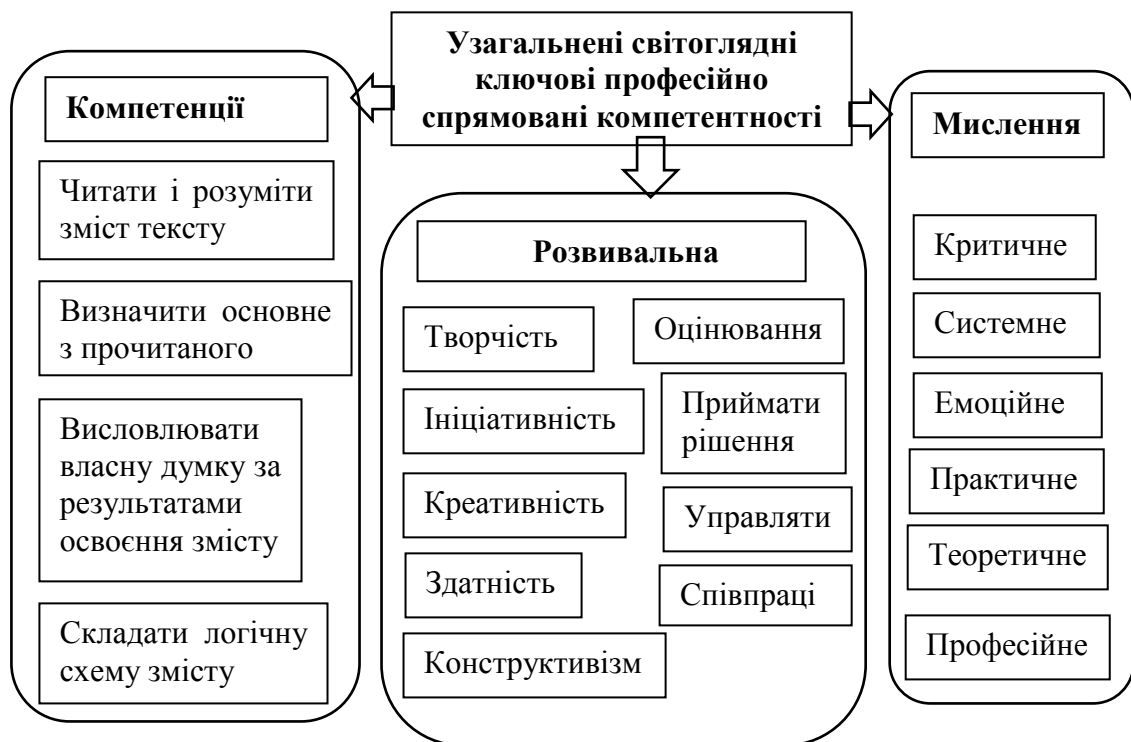 Узагальнені світоглядні
ключові професійно
спрямовані компетентності
Компетенції
Читати і розуміти
зміст тексту
Визначити основне
з прочитаного
Висловлювати
власну думку за
результатами
освоєння змісту
Складати логічну
схему змісту
Розвивальна
Творчість
Ініціативність
Креативність
Здатність
Конструктивізм
Оцінювання
Приймати
рішення
Управляти
Співпраці
Мислення
Критичне
Системне
Емоційне
Практичне
Теоретичне
Професійне